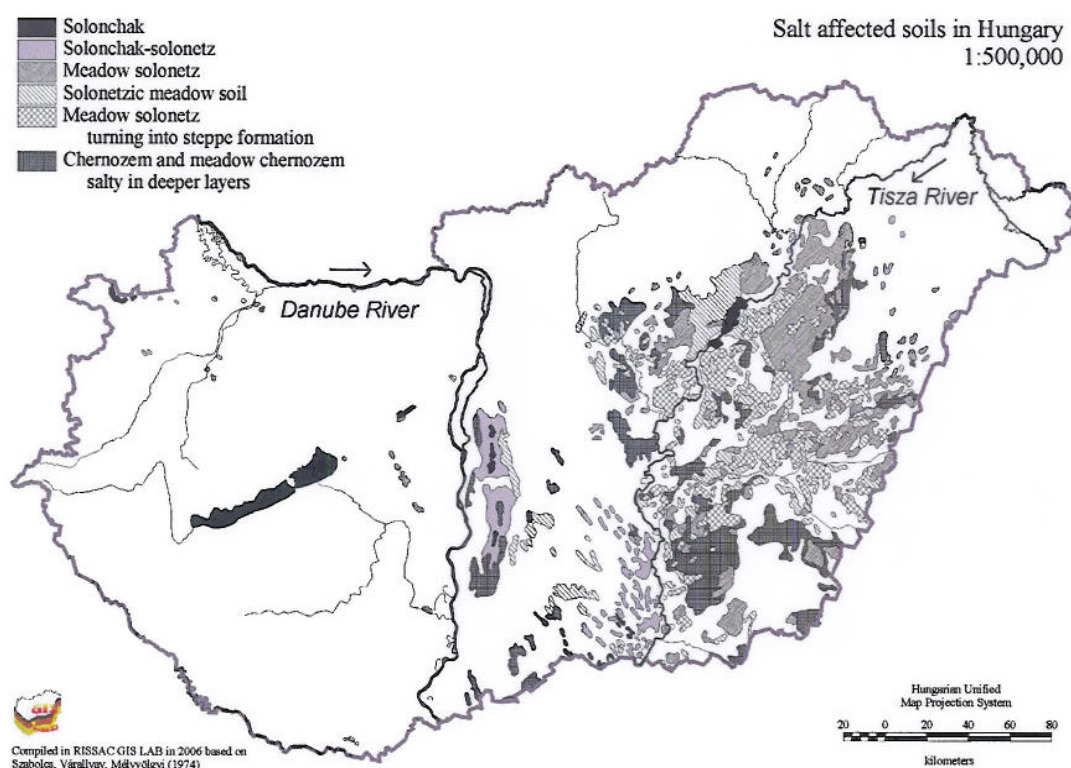 Solonchak
Solonchak-solonetz
Meadow solonetz
Solonetzic meadow soil
Meadow solonetz
turning into steppe formation
Chernozem and meadow chernozem
salty in deeper layers
Salt affected soils in Hungary
1:500,000
Tisza River
Danube River
GIS
Compiled in RISSAC GIS LAB in 2006 based on
Szabolcs, Várallyay, Mélyvölgyi (1974)
Hungarian Unified
Map Projection System
20 0 20 40 60 80
kilometers